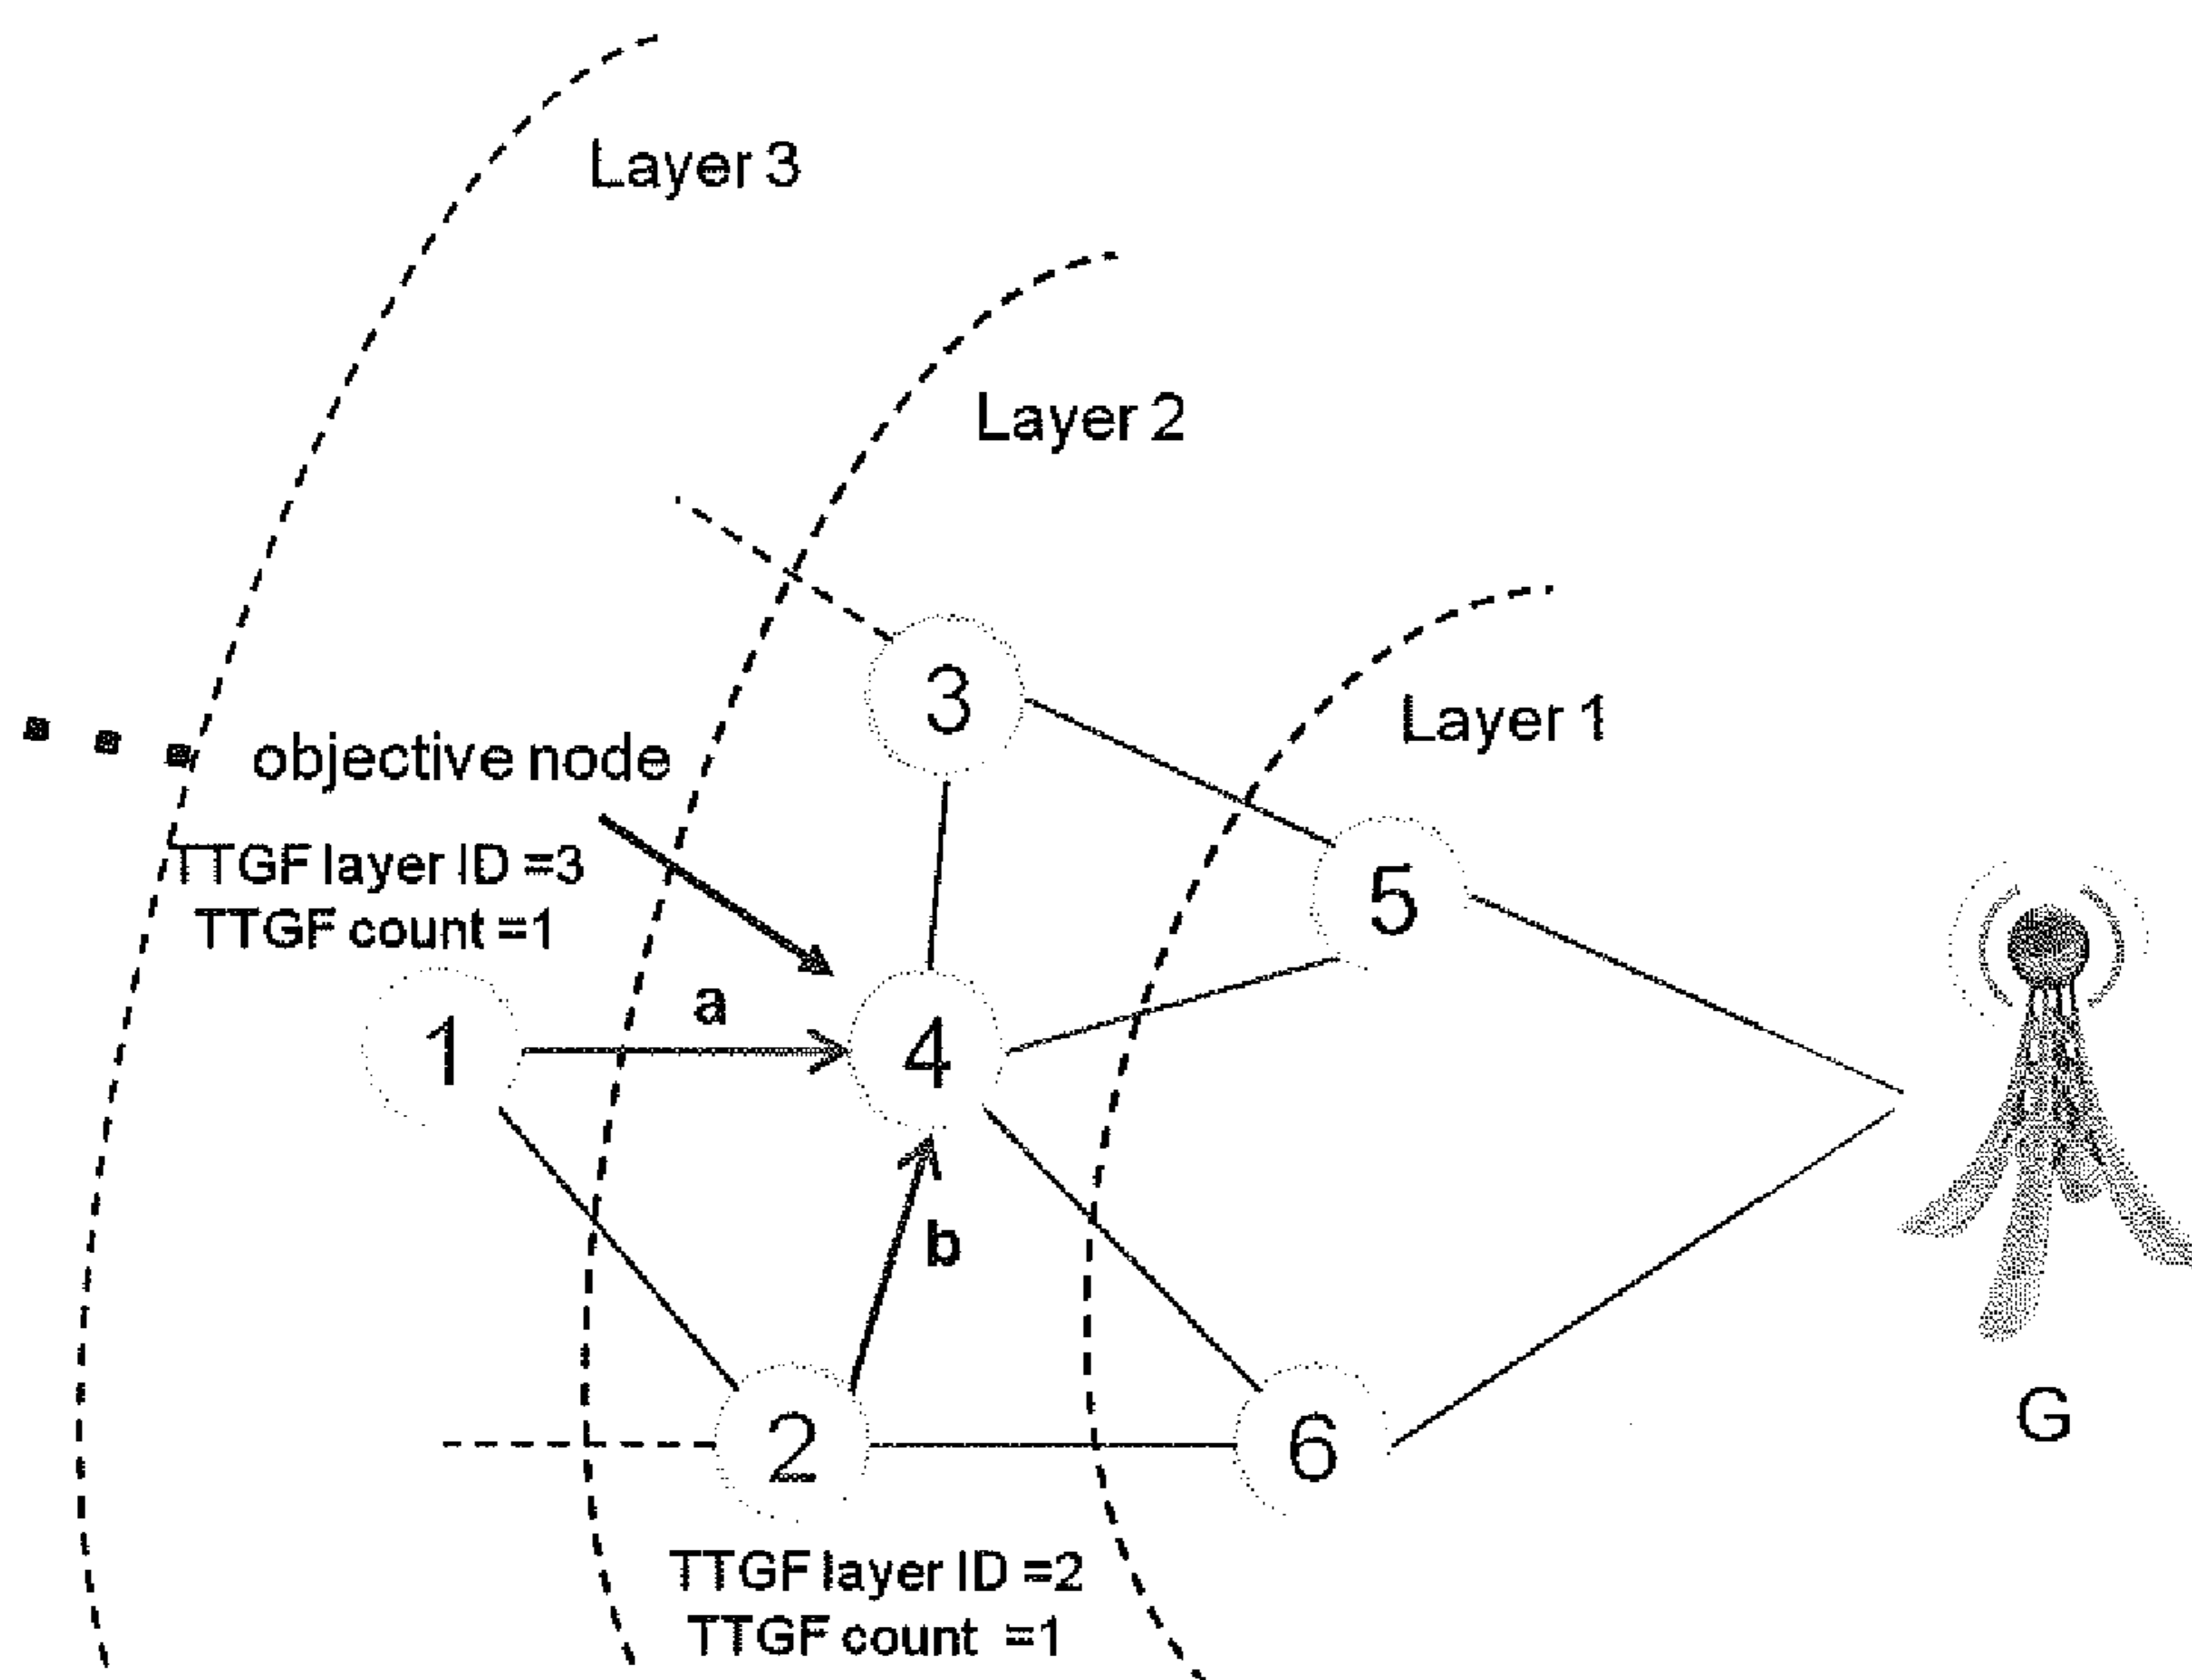 Layer 3
Layer 2
3
Layer 1
objective node
TTGF layer ID =3
TTGF count =1
5
a
1
4
b
G
2
6
TTGF layer ID =2
TTGF count =1